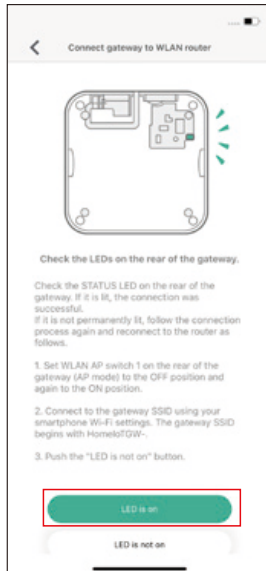 Connect gateway to WLAN router
Check the LEDs on the rear of the gateway.
Check the STATUS LED on the rear of the
gateway. If it is lit, the connection was
successful.
If it is not permanently lit, follow the connection
process again and reconnect to the router as
follows.
1. Set WLAN AP switch 1 on the rear of the
gateway (AP mode) to the OFF position and
again to the ON position.
2. Connect to the gateway SSID using your
smartphone Wi-Fi settings. The gateway SSID
begins with HomeIoTGW-.
3. Push the "LED is not on" button.
LED is on
LED is not on